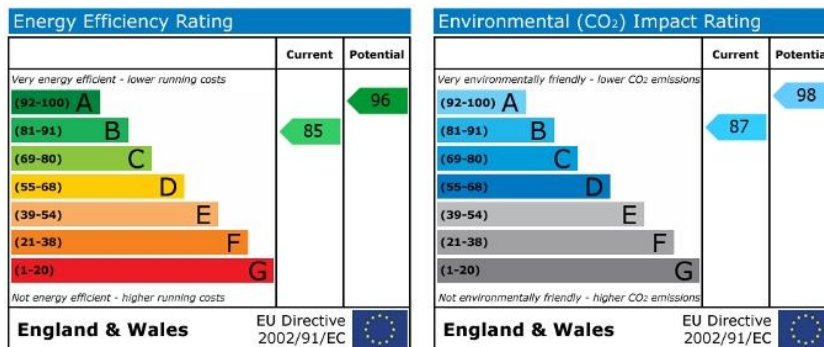 Energy Efficiency Rating
Current Potential
Very energy efficient - lower running costs
(92-100) A
96
(81-91) B
85
(69-80) C
(55-68) D
(39-54) E
(21-38) F
(1-20) G
Not energy efficient - higher running costs
England & Wales
EU Directive
2002/91/EC
Environmental (CO₂) Impact Rating
Current Potential
Very environmentally friendly - lower CO₂ emissions
(92-100) A
98
(81-91) B
87
(69-80) C
(55-68) D
(39-54) E
(21-38) F
(1-20) G
Not environmentally friendly - higher CO₂ emissions
England & Wales
EU Directive
2002/91/EC